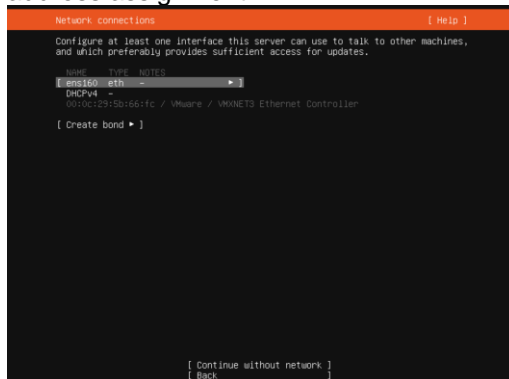 address assignment.
Network connections [ Help ]
Configure at least one interface this server can use to talk to other machines,
and which preferably provides sufficient access for updates.
NAME TYPE NOTES
[ ens160 eth – ▸ ]
DHCPv4 –
00:0c:29:5b:66:fc / VMware / VMXNET3 Ethernet Controller
[ Create bond ▸ ]
[ Continue without network ]
[ Back ]